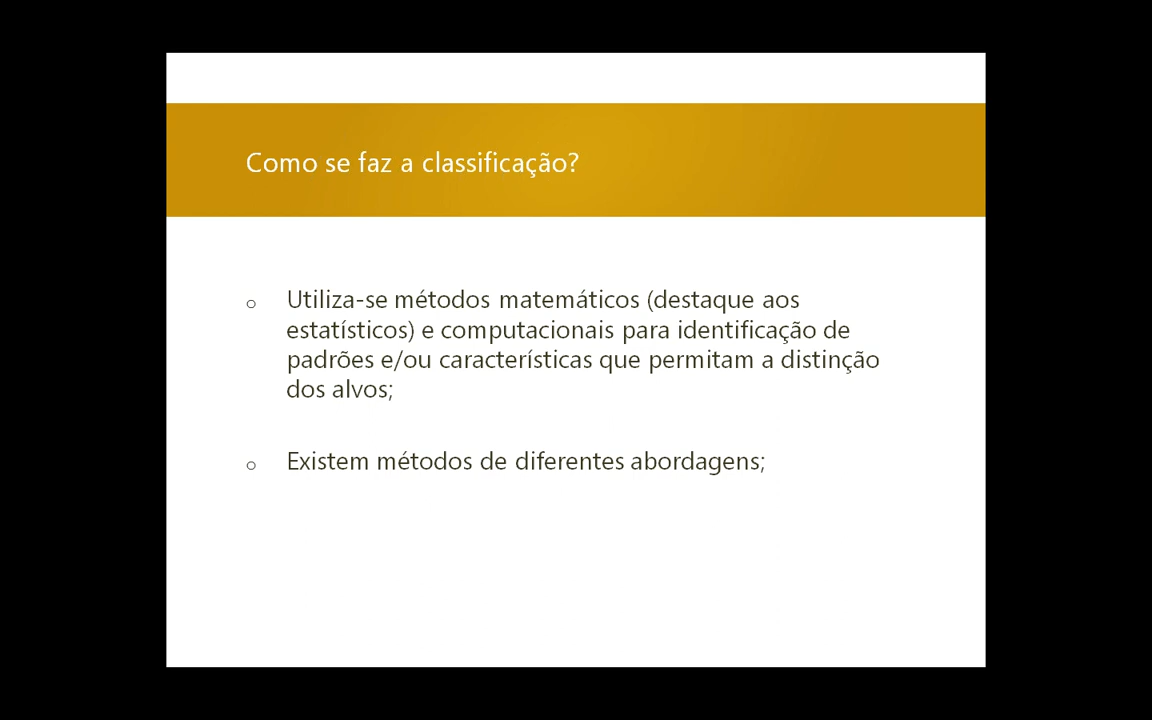 Como se faz a classificação?
Utiliza-se métodos matemáticos (destaque aos
estatísticos) e computacionais para identificação de
padrões e/ou características que permitam a distinção
dos alvos;
Existem métodos de diferentes abordagens;